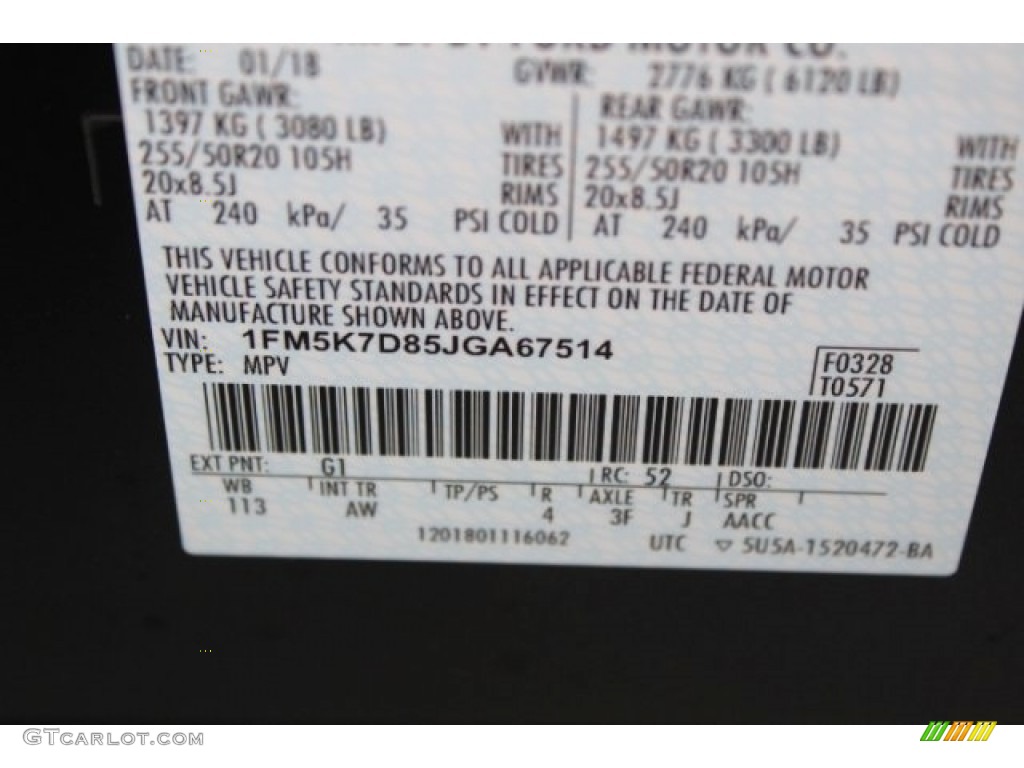 FORD MOTOR CO.
DATE: 01/18 GVWR: 2776 KG ( 6120 LB)
FRONT GAWR: REAR GAWR:
1397 KG ( 3080 LB) WITH 1497 KG ( 3300 LB) WITH
255/50R20 105H TIRES 255/50R20 105H TIRES
20x8.5J RIMS 20x8.5J RIMS
AT 240 kPa/ 35 PSI COLD AT 240 kPa/ 35 PSI COLD
THIS VEHICLE CONFORMS TO ALL APPLICABLE FEDERAL MOTOR
VEHICLE SAFETY STANDARDS IN EFFECT ON THE DATE OF
MANUFACTURE SHOWN ABOVE.
VIN: 1FM5K7D85JGA67514
TYPE: MPV
F0328
T0571
EXT PNT: G1 RC: 52 DSO:
WB INT TR TP/PS R AXLE TR SPR
113 AW 4 3F J AACC
1201801116062 UTC ▽ 5U5A-1520472-BA
GTCARLOT.COM